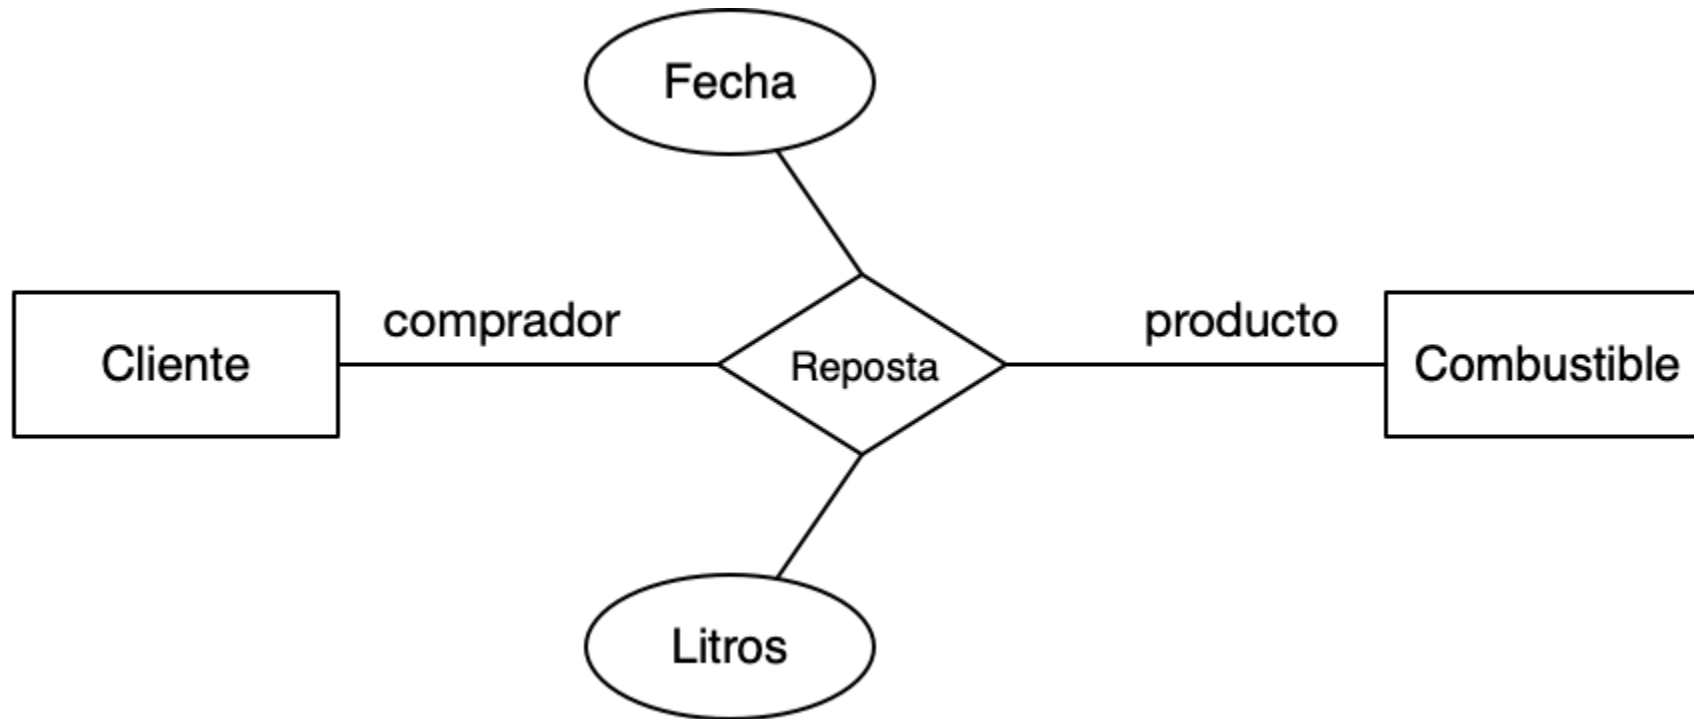 Fecha
comprador
producto
Cliente
Reposta
Combustible
Litros